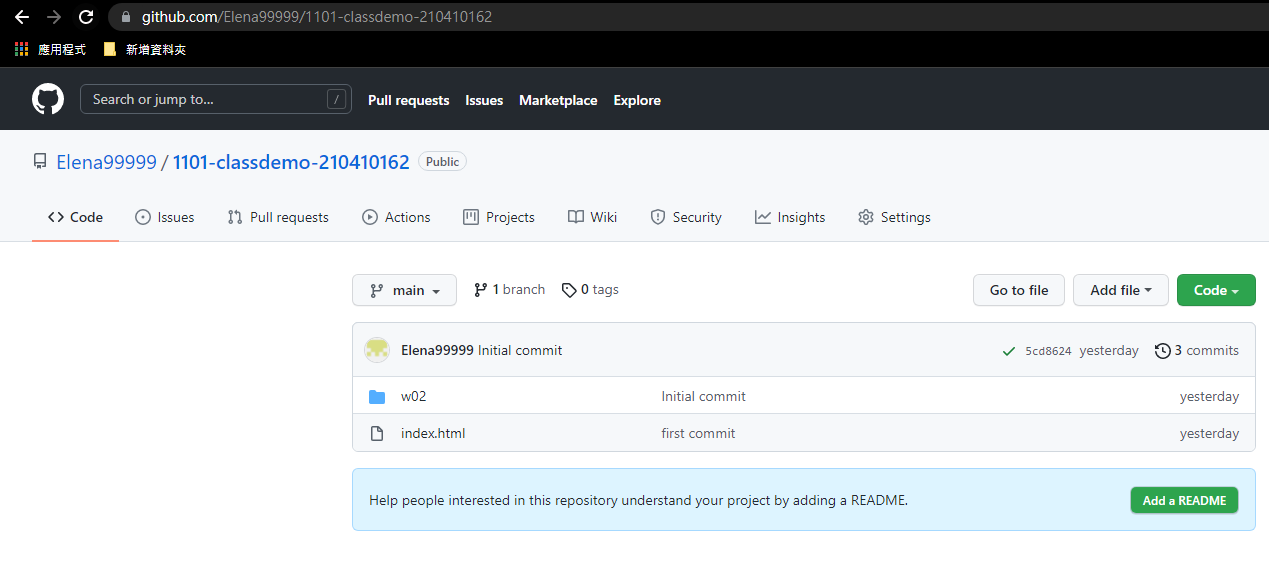 github.com/Elena99999/1101-classdemo-210410162
應用程式 新增資料夾
Search or jump to... / Pull requests Issues Marketplace Explore
Elena99999 / 1101-classdemo-210410162 Public
Code Issues Pull requests Actions Projects Wiki Security Insights Settings
main 1 branch 0 tags Go to file Add file Code
Elena99999 Initial commit 5cd8624 yesterday 3 commits
w02 Initial commit yesterday
index.html first commit yesterday
Help people interested in this repository understand your project by adding a README. Add a README